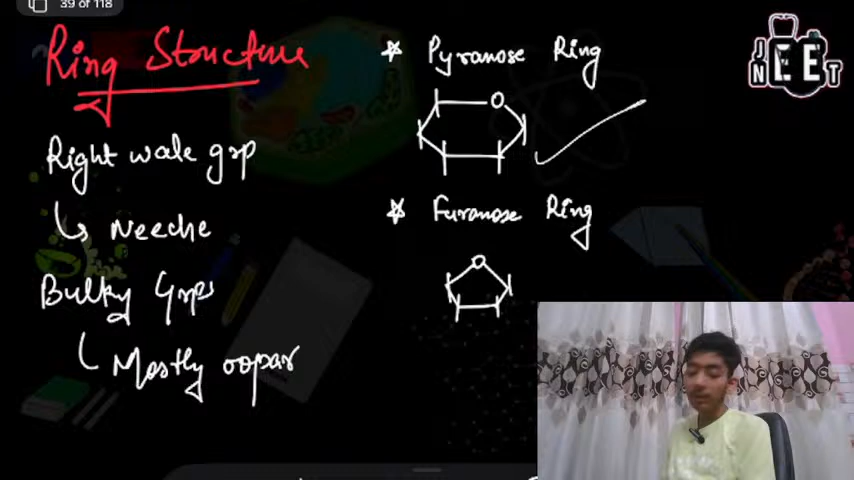 39 of 118
Ring Structure
Right wale grp
↳ Neeche
Bulky Grps
↳ Mostly oopar
☆ Pyranose Ring
O
☆ Furanose Ring
O
J
NEET